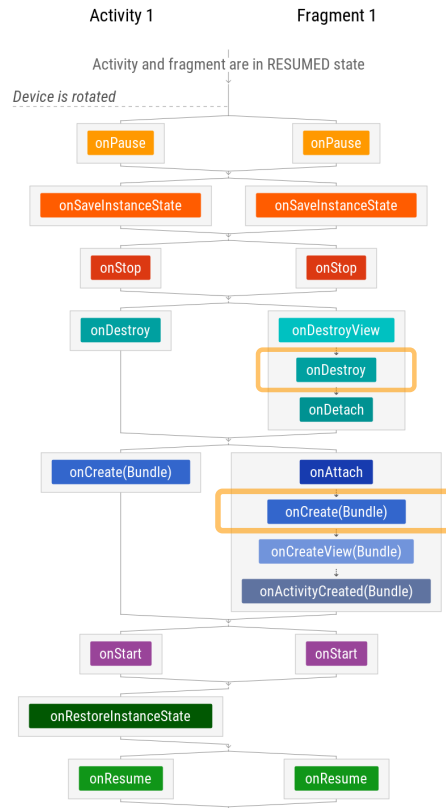 Activity 1 Fragment 1
Activity and fragment are in RESUMED state
Device is rotated
onPause onPause
onSaveInstanceState onSaveInstanceState
onStop onStop
onDestroy onDestroyView
onDestroy
onDetach
onCreate(Bundle) onAttach
onCreate(Bundle)
onCreateView(Bundle)
onActivityCreated(Bundle)
onStart onStart
onRestoreInstanceState
onResume onResume